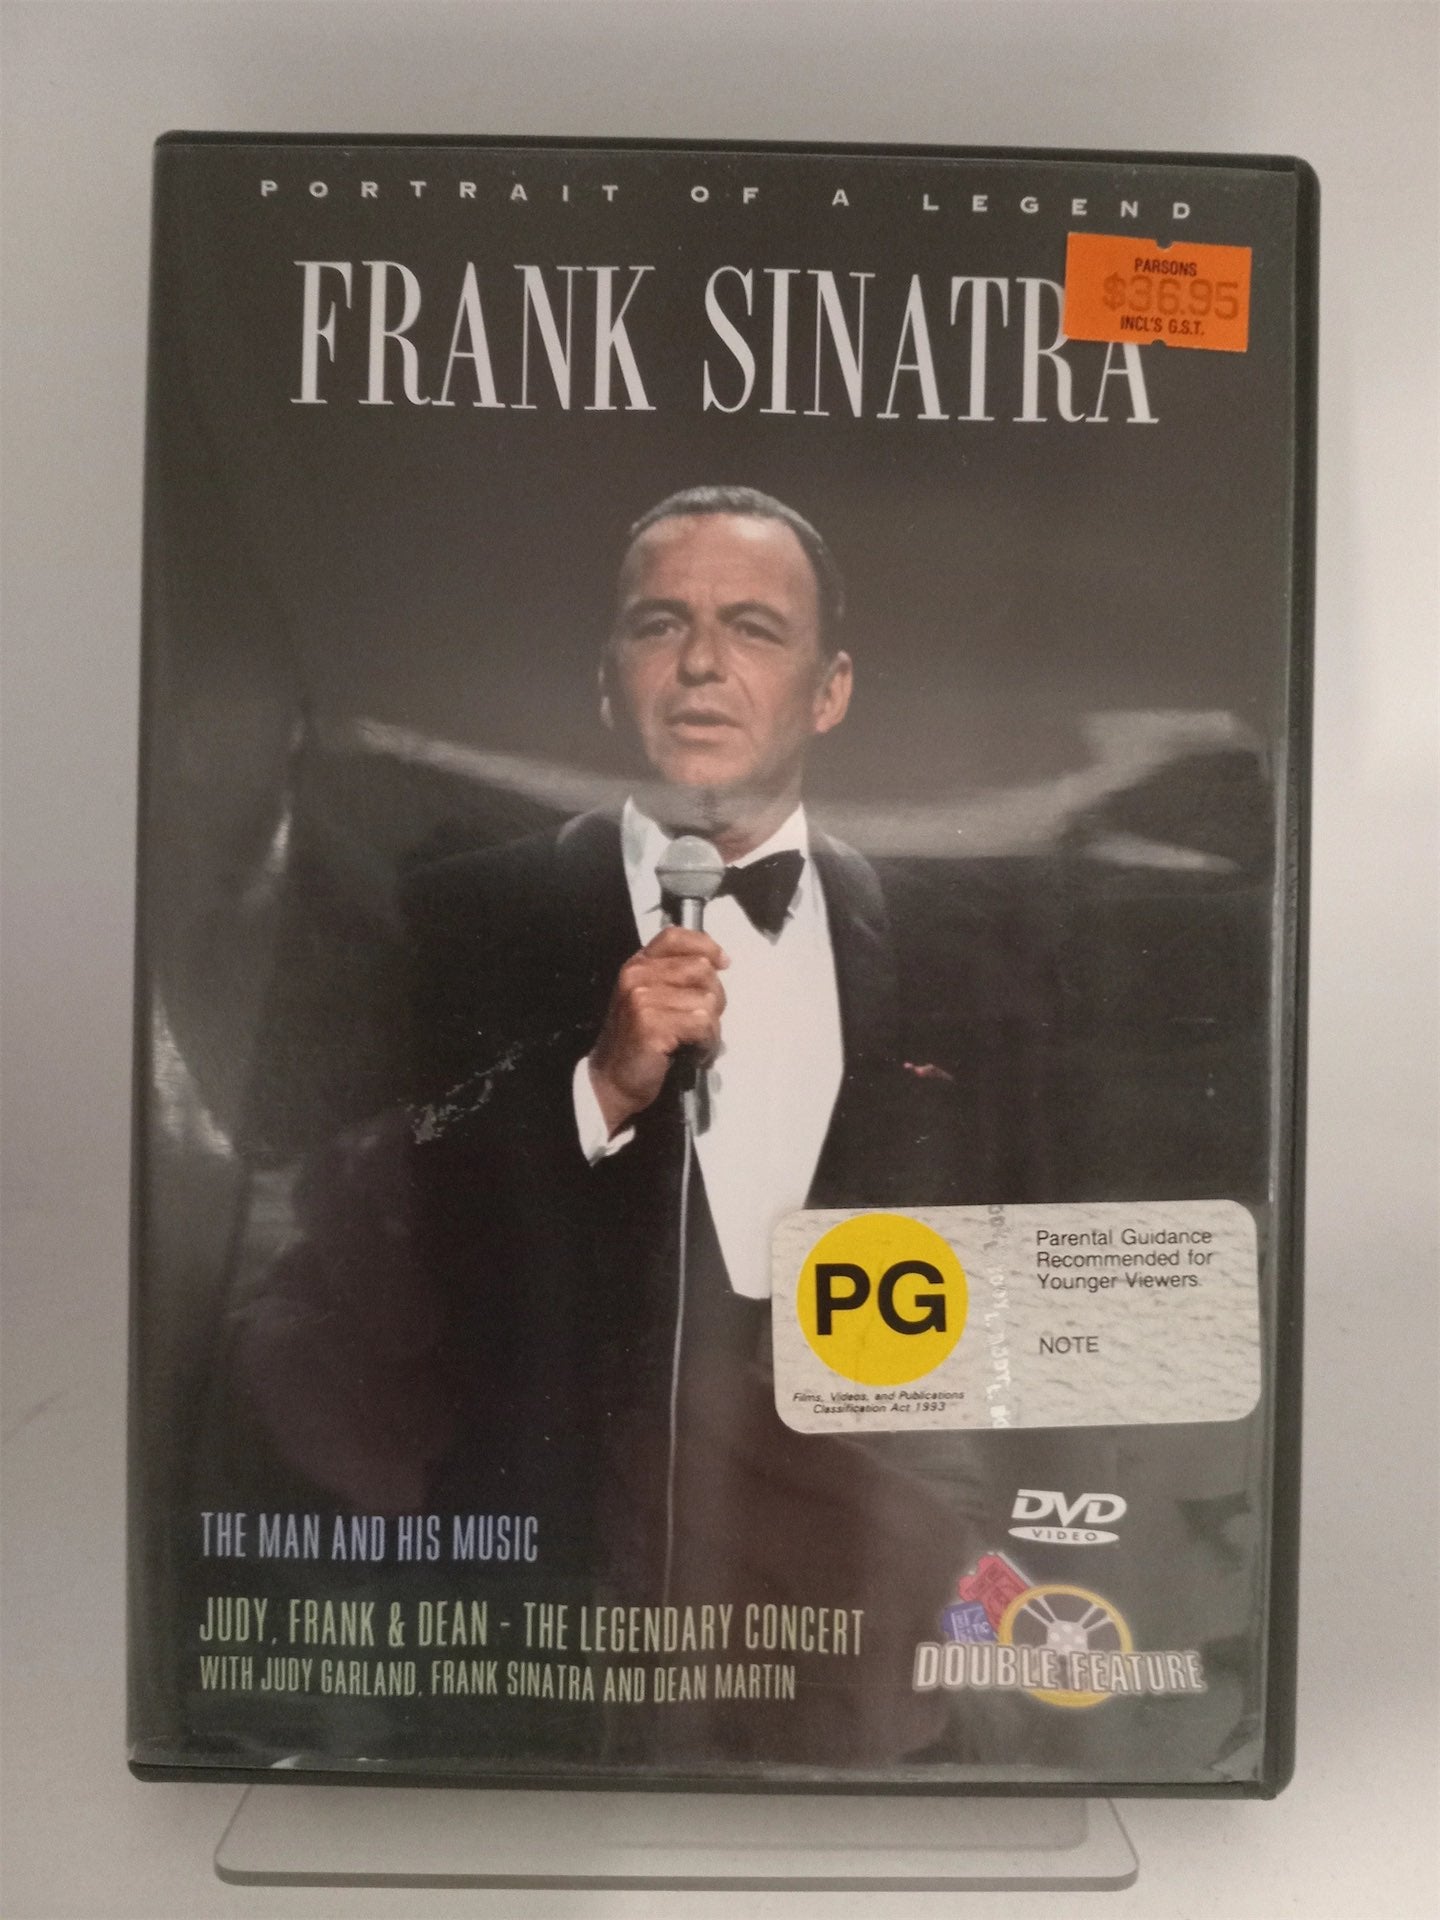 PORTRAIT OF A LEGEND
FRANK SINATRA
PARSONS
$36.95
INCL'S G.S.T.
PG
Parental Guidance
Recommended for
Younger Viewers.
NOTE
Films, Videos, and Publications
Classification Act 1993
DVD
VIDEO
THE MAN AND HIS MUSIC
JUDY, FRANK & DEAN - THE LEGENDARY CONCERT
WITH JUDY GARLAND, FRANK SINATRA AND DEAN MARTIN
DOUBLE FEATURE